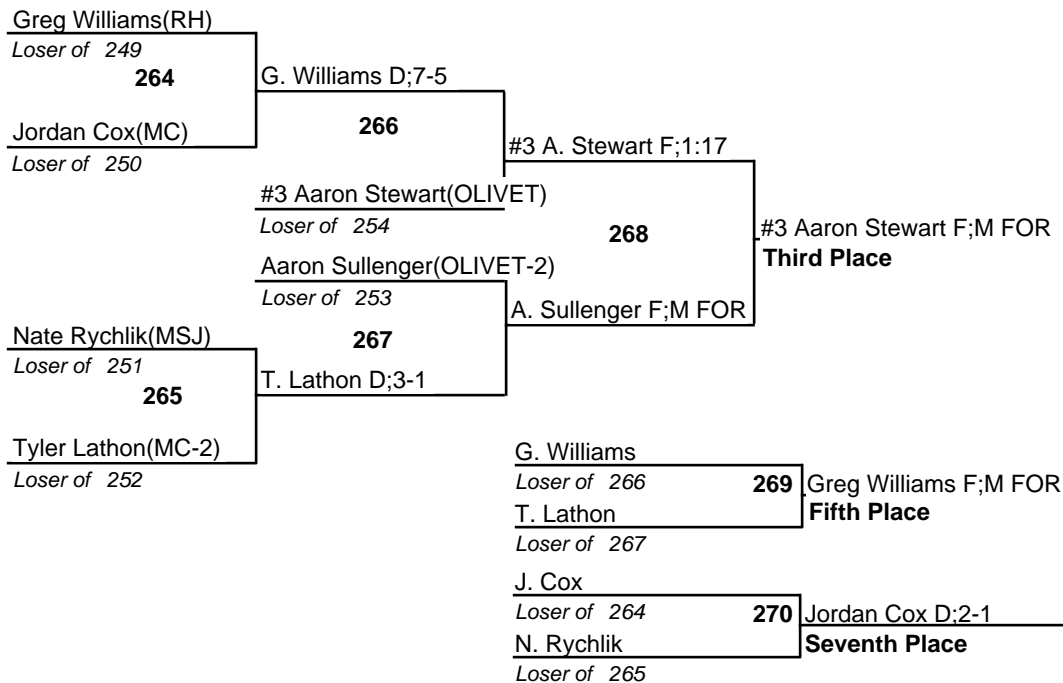 Greg Williams(RH)
Loser of 249
264
G. Williams D;7-5
Jordan Cox(MC)
Loser of 250
266
#3 A. Stewart F;1:17
#3 Aaron Stewart(OLIVET)
Loser of 254
268
#3 Aaron Stewart F;M FOR
Third Place
Aaron Sullenger(OLIVET-2)
Loser of 253
A. Sullenger F;M FOR
267
Nate Rychlik(MSJ)
Loser of 251
265
T. Lathon D;3-1
Tyler Lathon(MC-2)
Loser of 252
G. Williams
Loser of 266
269
Greg Williams F;M FOR
Fifth Place
T. Lathon
Loser of 267
J. Cox
Loser of 264
270
Jordan Cox D;2-1
Seventh Place
N. Rychlik
Loser of 265